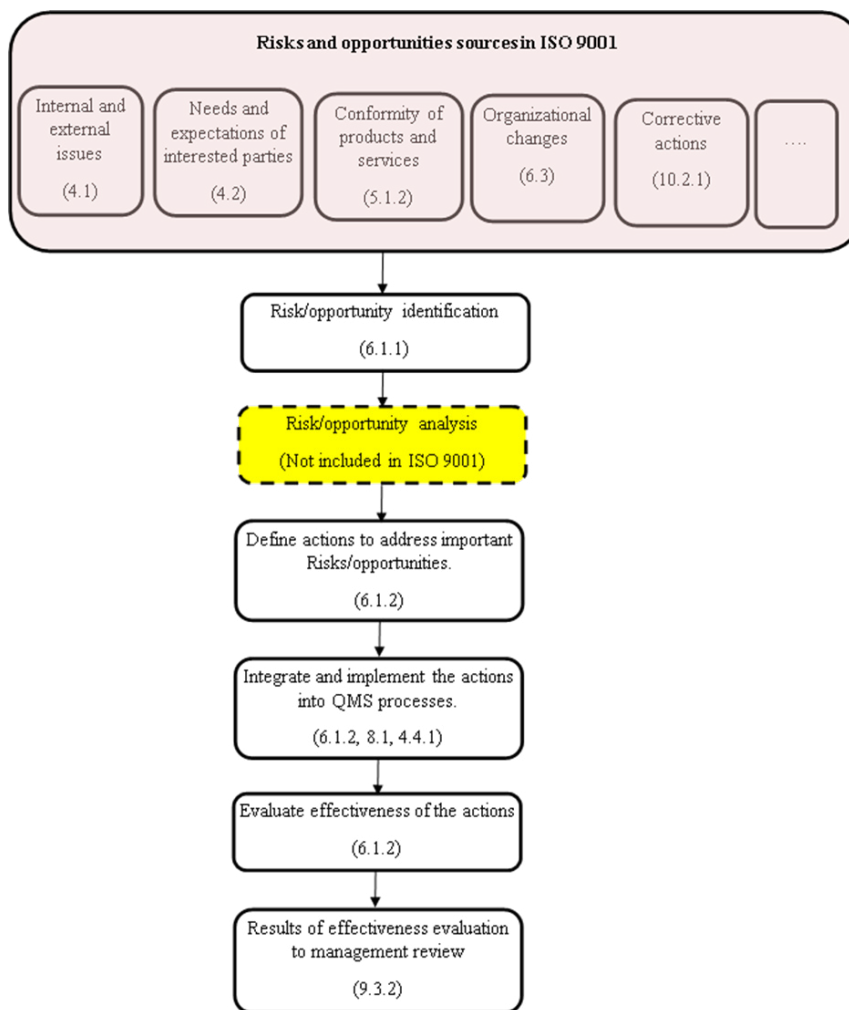 Risks and opportunities sources in ISO 9001
Internal and
external
issues
(4.1)
Needs and
expectations of
interested parties
(4.2)
Conformity of
products and
services
(5.1.2)
Organizational
changes
(6.3)
Corrective
actions
(10.2.1)
....
Risk/opportunity identification
(6.1.1)
Risk/opportunity analysis
(Not included in ISO 9001)
Define actions to address important
Risks/opportunities.
(6.1.2)
Integrate and implement the actions
into QMS processes.
(6.1.2, 8.1, 4.4.1)
Evaluate effectiveness of the actions
(6.1.2)
Results of effectiveness evaluation
to management review
(9.3.2)